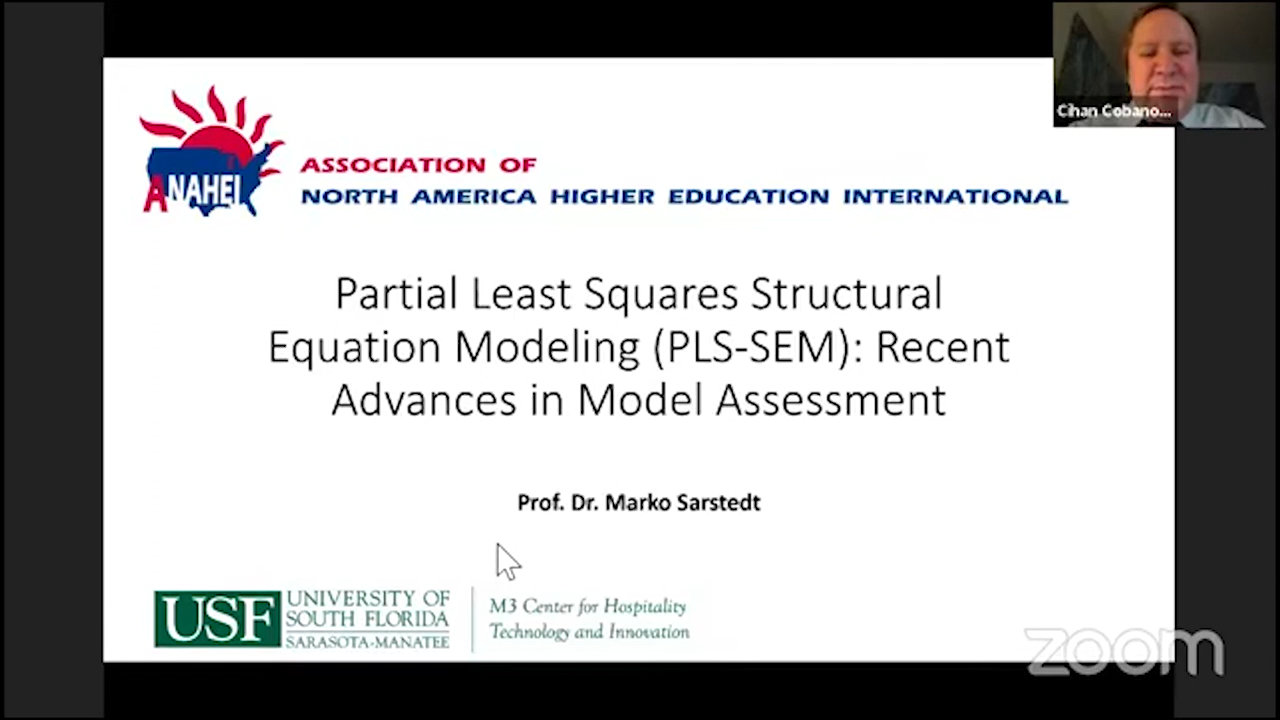 Cihan Cobano...
ANAHEI
ASSOCIATION OF
NORTH AMERICA HIGHER EDUCATION INTERNATIONAL
Partial Least Squares Structural
Equation Modeling (PLS-SEM): Recent
Advances in Model Assessment
Prof. Dr. Marko Sarstedt
USF
UNIVERSITY OF
SOUTH FLORIDA
SARASOTA-MANATEE
M3 Center for Hospitality
Technology and Innovation
zoom